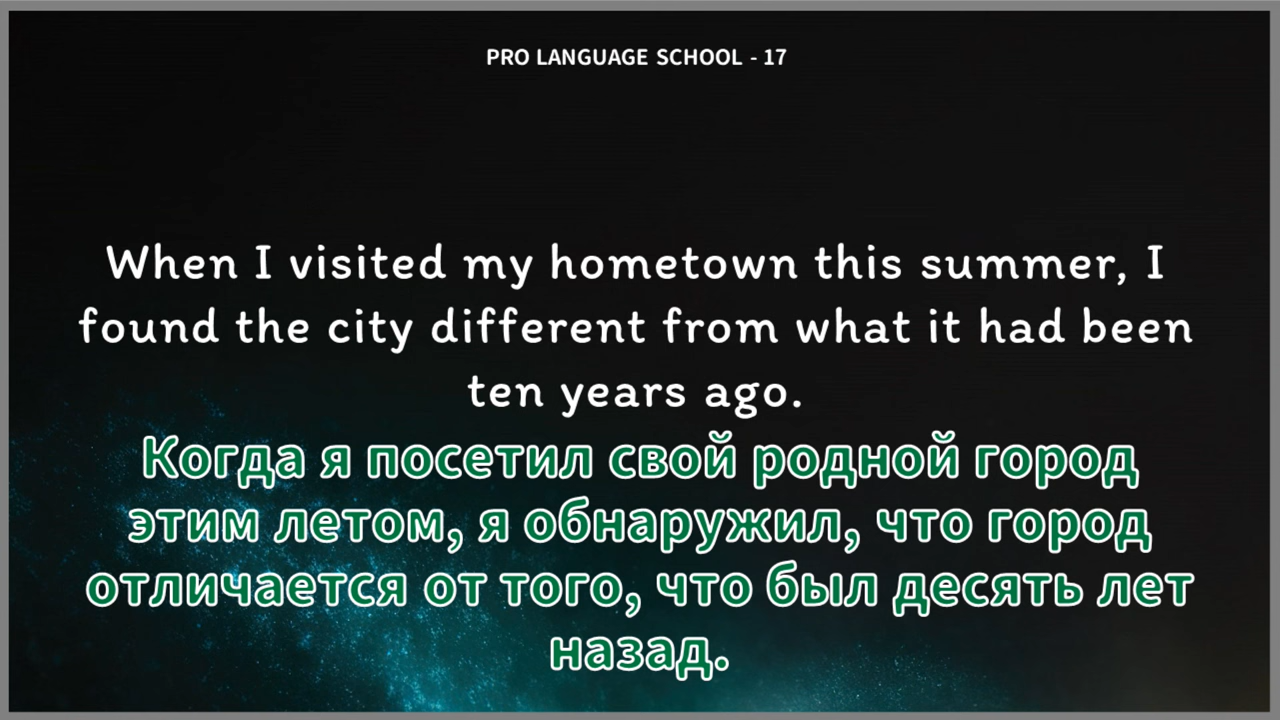 PRO LANGUAGE SCHOOL - 17
When I visited my hometown this summer, I
found the city different from what it had been
ten years ago.
Когда я посетил свой родной город
этим летом, я обнаружил, что город
отличается от того, что был десять лет
назад.